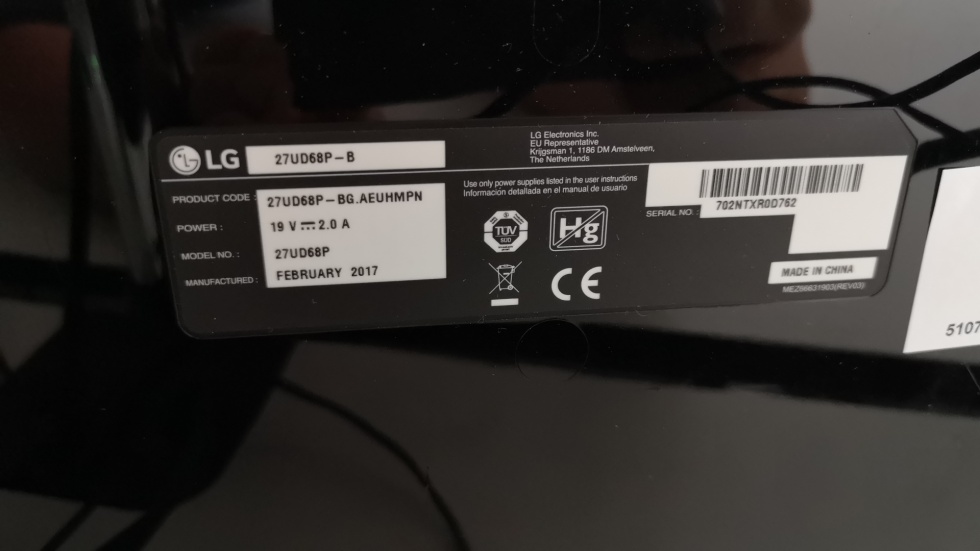 LG
27UD68P-B
LG Electronics Inc.
EU Representative
Krijgsman 1, 1186 DM Amstelveen,
The Netherlands
PRODUCT CODE : 27UD68P-BG.AEUHMPN
POWER : 19 V ⎓ 2.0 A
MODEL NO. : 27UD68P
MANUFACTURED : FEBRUARY 2017
Use only power supplies listed in the user instructions
Información detallada en el manual de usuario
TÜV
SÜD
Hg
CE
SERIAL NO. : 702NTXR0D762
MADE IN CHINA
MEZ66631903(REV03)
5107